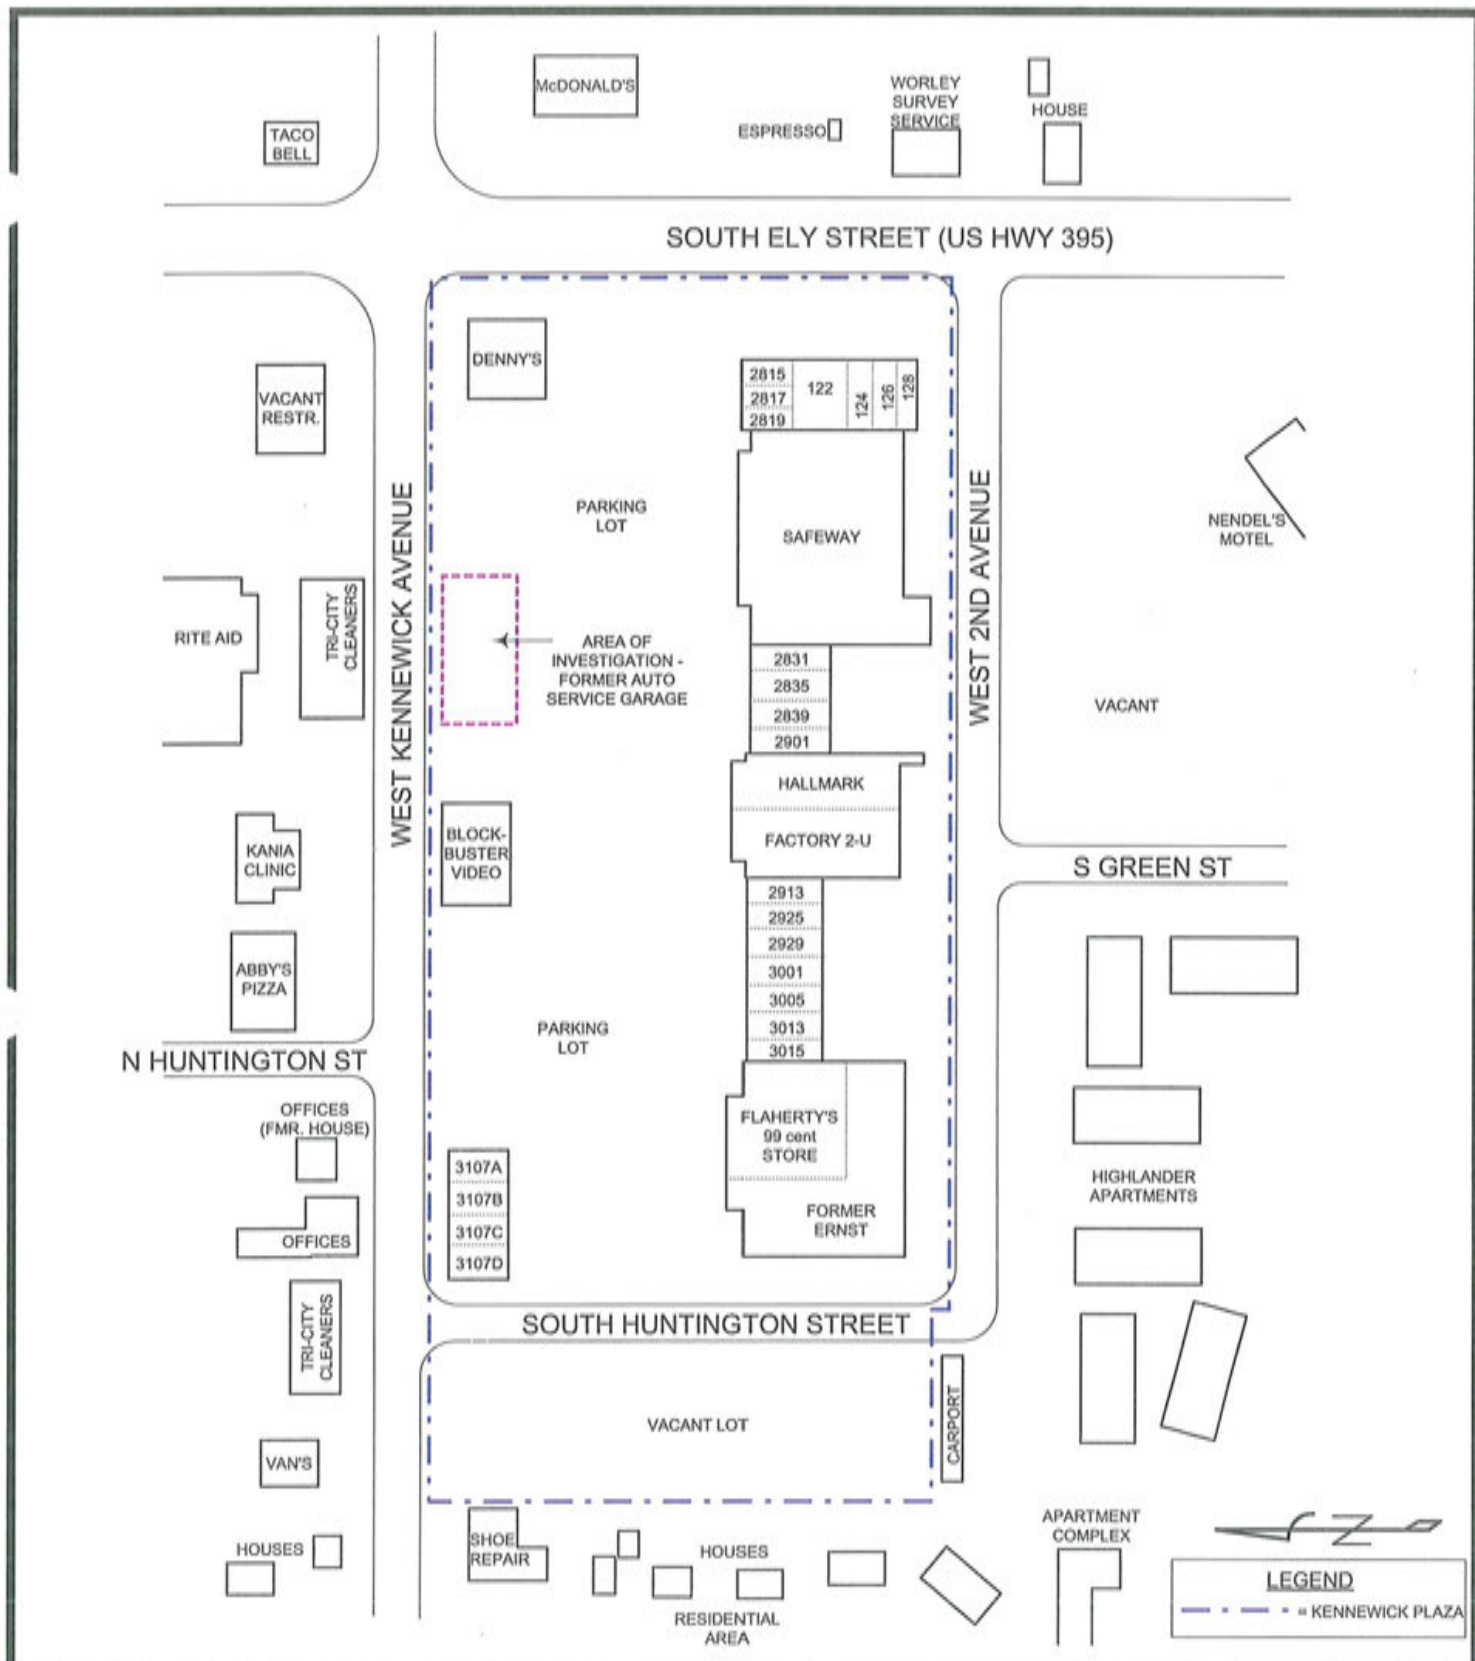 McDONALD'S
TACO
BELL
ESPRESSO
WORLEY
SURVEY
SERVICE
HOUSE
SOUTH ELY STREET (US HWY 395)
DENNY'S
VACANT
RESTR.
2815
2817
2819
122
124
126
128
WEST KENNEWICK AVENUE
PARKING
LOT
SAFEWAY
WEST 2ND AVENUE
NENDEL'S
MOTEL
RITE AID
TRI-CITY
CLEANERS
AREA OF
INVESTIGATION -
FORMER AUTO
SERVICE GARAGE
2831
2835
2839
2901
VACANT
HALLMARK
FACTORY 2-U
BLOCK-
BUSTER
VIDEO
KANIA
CLINIC
S GREEN ST
2913
2925
2929
3001
3005
3013
3015
ABBY'S
PIZZA
PARKING
LOT
N HUNTINGTON ST
OFFICES
(FMR. HOUSE)
FLAHERTY'S
99 cent
STORE
FORMER
ERNST
3107A
3107B
3107C
3107D
HIGHLANDER
APARTMENTS
OFFICES
TRI-CITY
CLEANERS
SOUTH HUNTINGTON STREET
VACANT LOT
CARPORT
VAN'S
HOUSES
SHOE
REPAIR
HOUSES
RESIDENTIAL
AREA
APARTMENT
COMPLEX
N
LEGEND
= KENNEWICK PLAZA